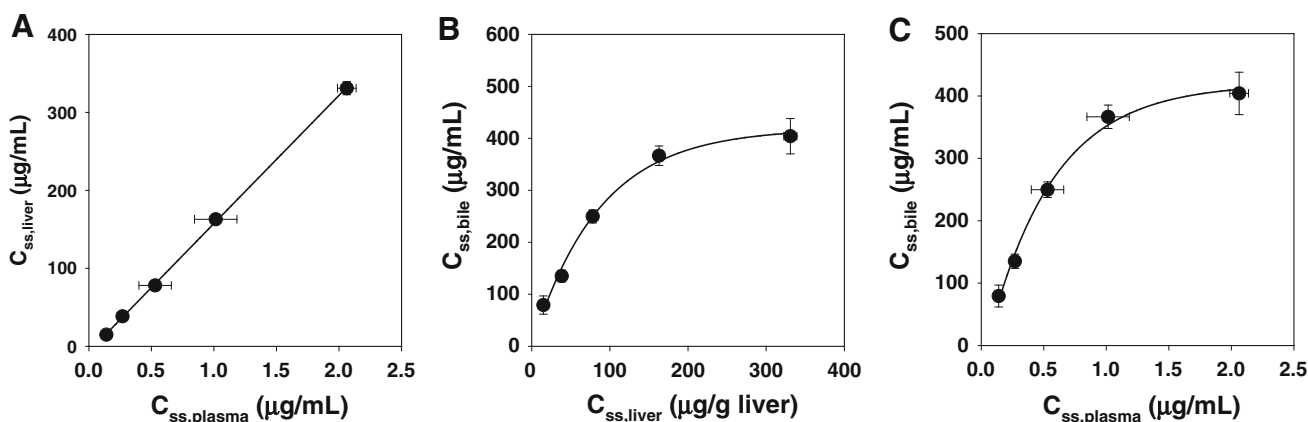 A
C_ss,liver (μg/mL)
400
300
200
100
0
0.0 0.5 1.0 1.5 2.0 2.5
C_ss,plasma (μg/mL)
B
C_ss,bile (μg/mL)
600
500
400
300
200
100
0
0 100 200 300 400
C_ss,liver (μg/g liver)
C
C_ss,bile (μg/mL)
500
400
300
200
100
0
0.0 0.5 1.0 1.5 2.0 2.5
C_ss,plasma (μg/mL)